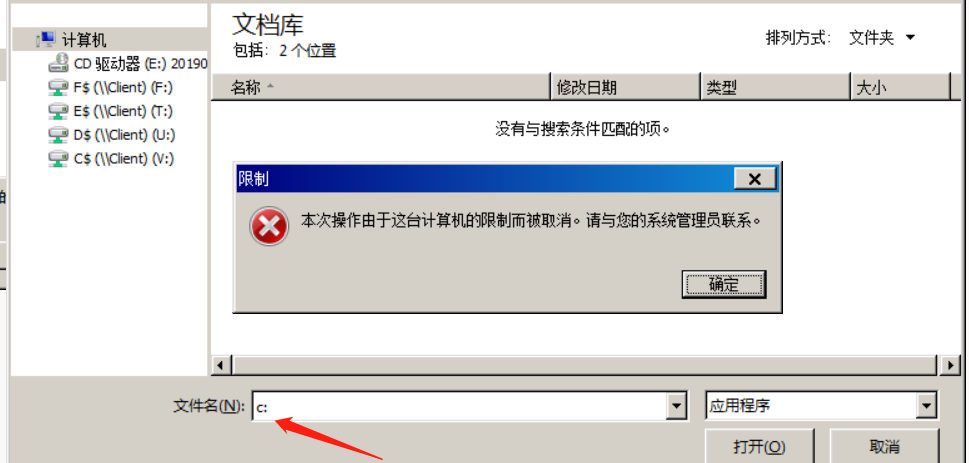 文档库
包括: 2 个位置
排列方式: 文件夹
计算机
CD 驱动器 (E:) 20190
F$ (\\Client) (F:)
E$ (\\Client) (T:)
D$ (\\Client) (U:)
C$ (\\Client) (V:)
名称 修改日期 类型 大小
没有与搜索条件匹配的项。
限制
本次操作由于这台计算机的限制而被取消。请与您的系统管理员联系。
确定
文件名(N): c: 应用程序
打开(O) 取消